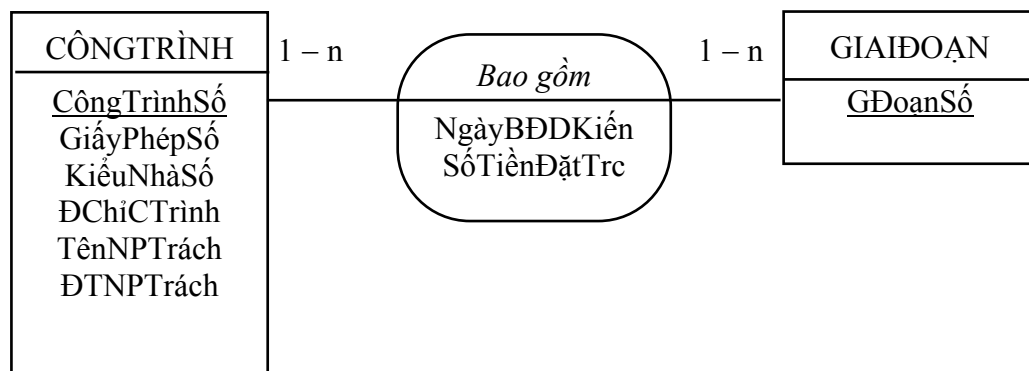 CÔNGTRÌNH
CôngTrìnhSố
GiấyPhépSố
KiểuNhàSố
ĐChỉCTrình
TênNPTrách
ĐTNPTrách
1 – n
Bao gồm
NgàyBĐDKiến
SốTiềnĐặtTrc
1 – n
GIAIĐOẠN
GĐoạnSố